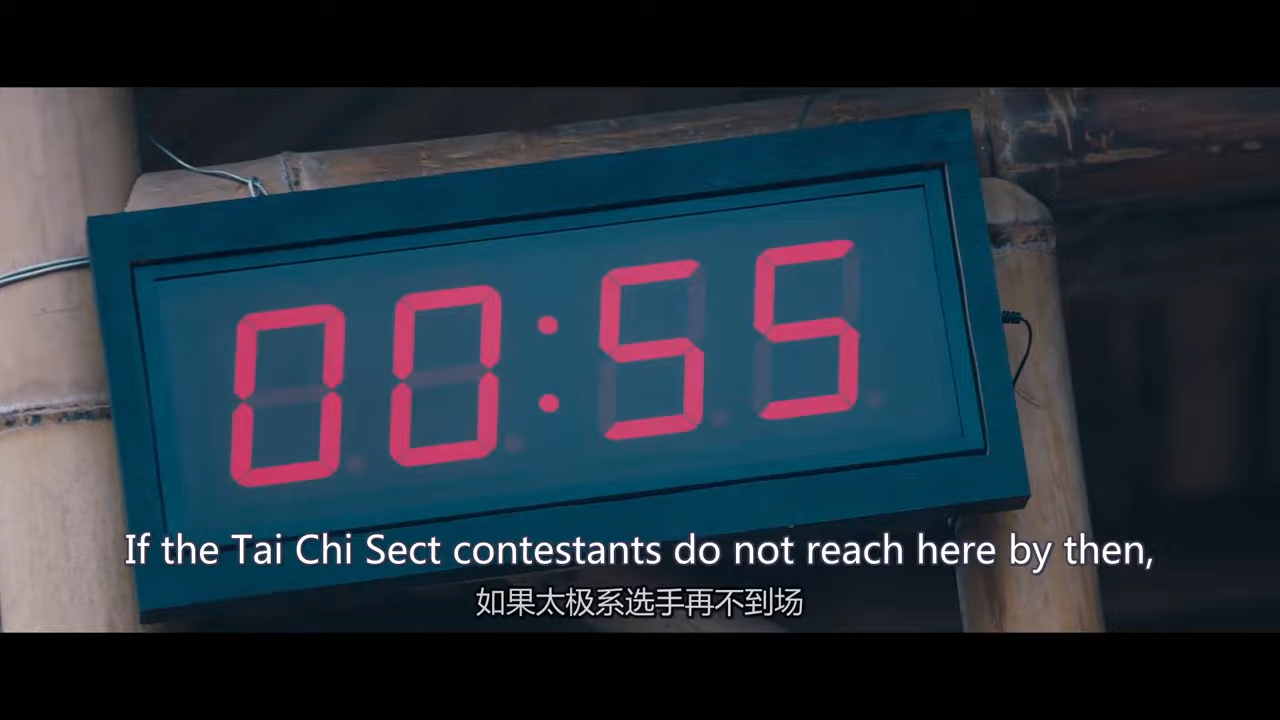 00:55
If the Tai Chi Sect contestants do not reach here by then,
如果太极系选手再不到场